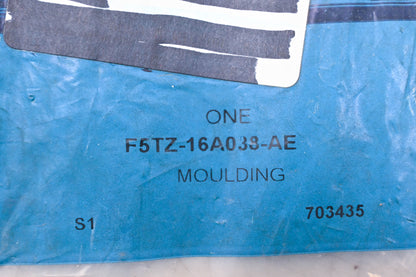 ONE
F5TZ-16A038-AE
MOULDING
S1
703435